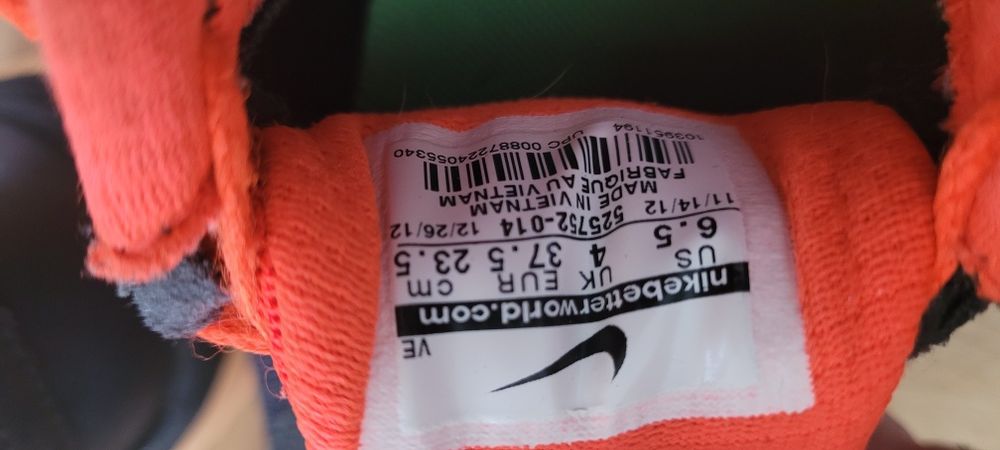 VE
nikebetterworld.com
US UK EUR cm
6.5 4 37.5 23.5
11/14/12 525752-014 12/26/12
MADE IN VIETNAM
FABRIQUE AU VIETNAM
UPC 00887224055340
103951194